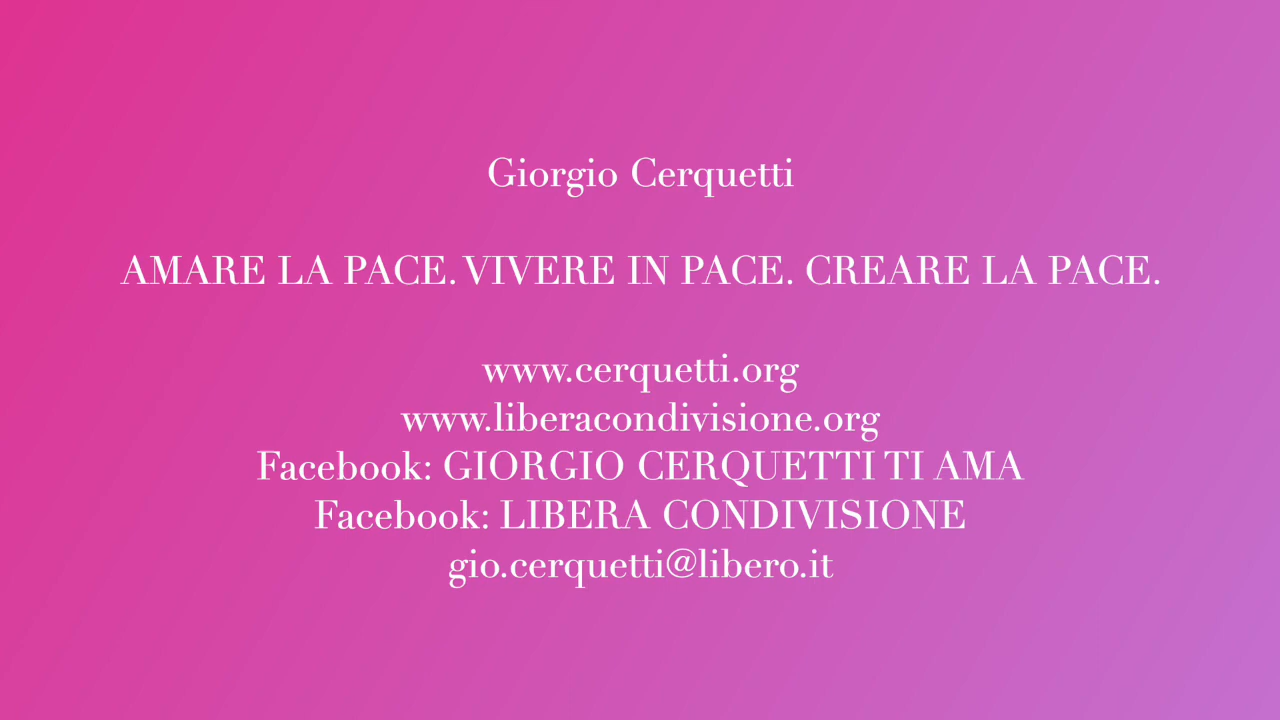 Giorgio Cerquetti
AMARE LA PACE. VIVERE IN PACE. CREARE LA PACE.
www.cerquetti.org
www.liberacondivisione.org
Facebook: GIORGIO CERQUETTI TI AMA
Facebook: LIBERA CONDIVISIONE
gio.cerquetti@libero.it